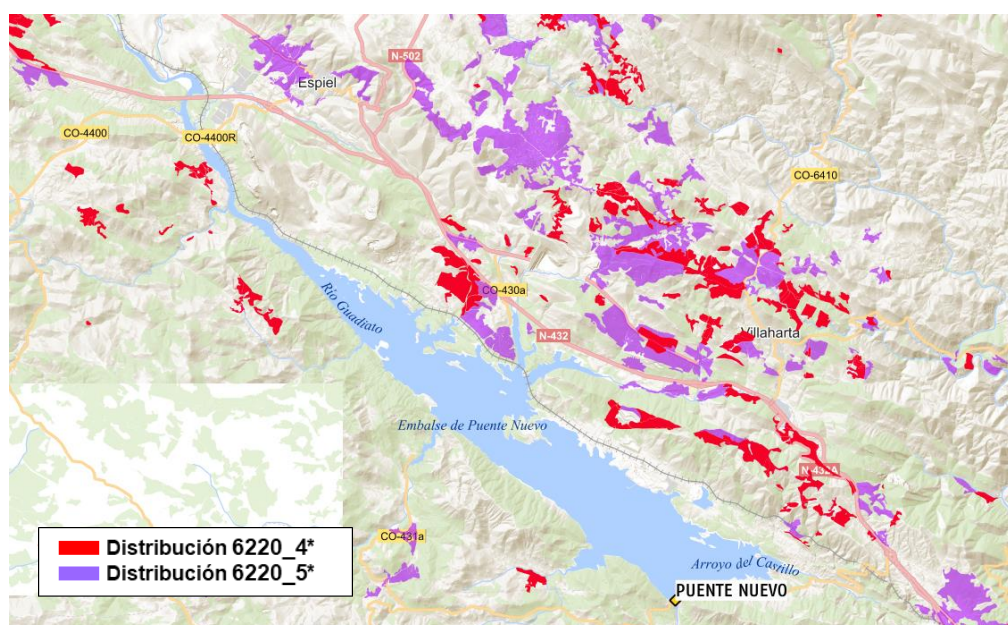 N-502
Espiel
CO-4400
CO-4400R
CO-6410
Río Guadiato
CO-430a
N-432
Villaharta
Embalse de Puente Nuevo
N-432A
CO-431a
Arroyo del Castillo
PUENTE NUEVO
Distribución 6220_4*
Distribución 6220_5*